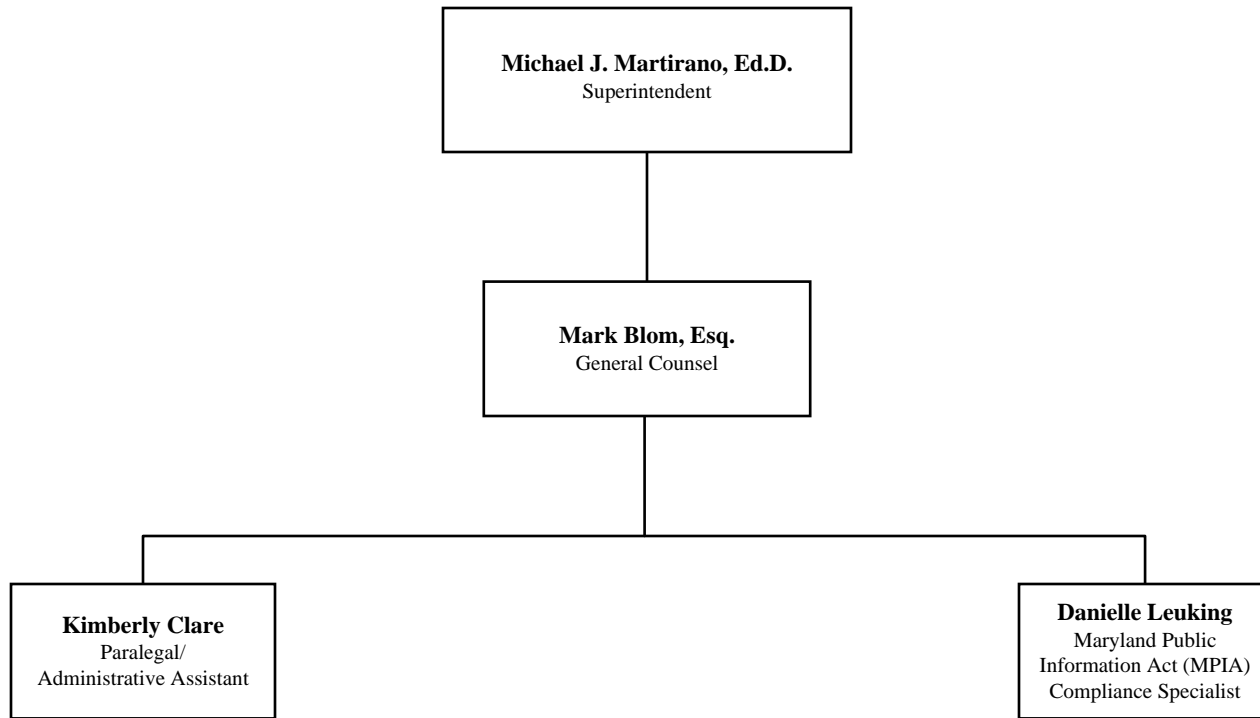 Michael J. Martirano, Ed.D.
Superintendent
Mark Blom, Esq.
General Counsel
Kimberly Clare
Paralegal/
Administrative Assistant
Danielle Leuking
Maryland Public
Information Act (MPIA)
Compliance Specialist